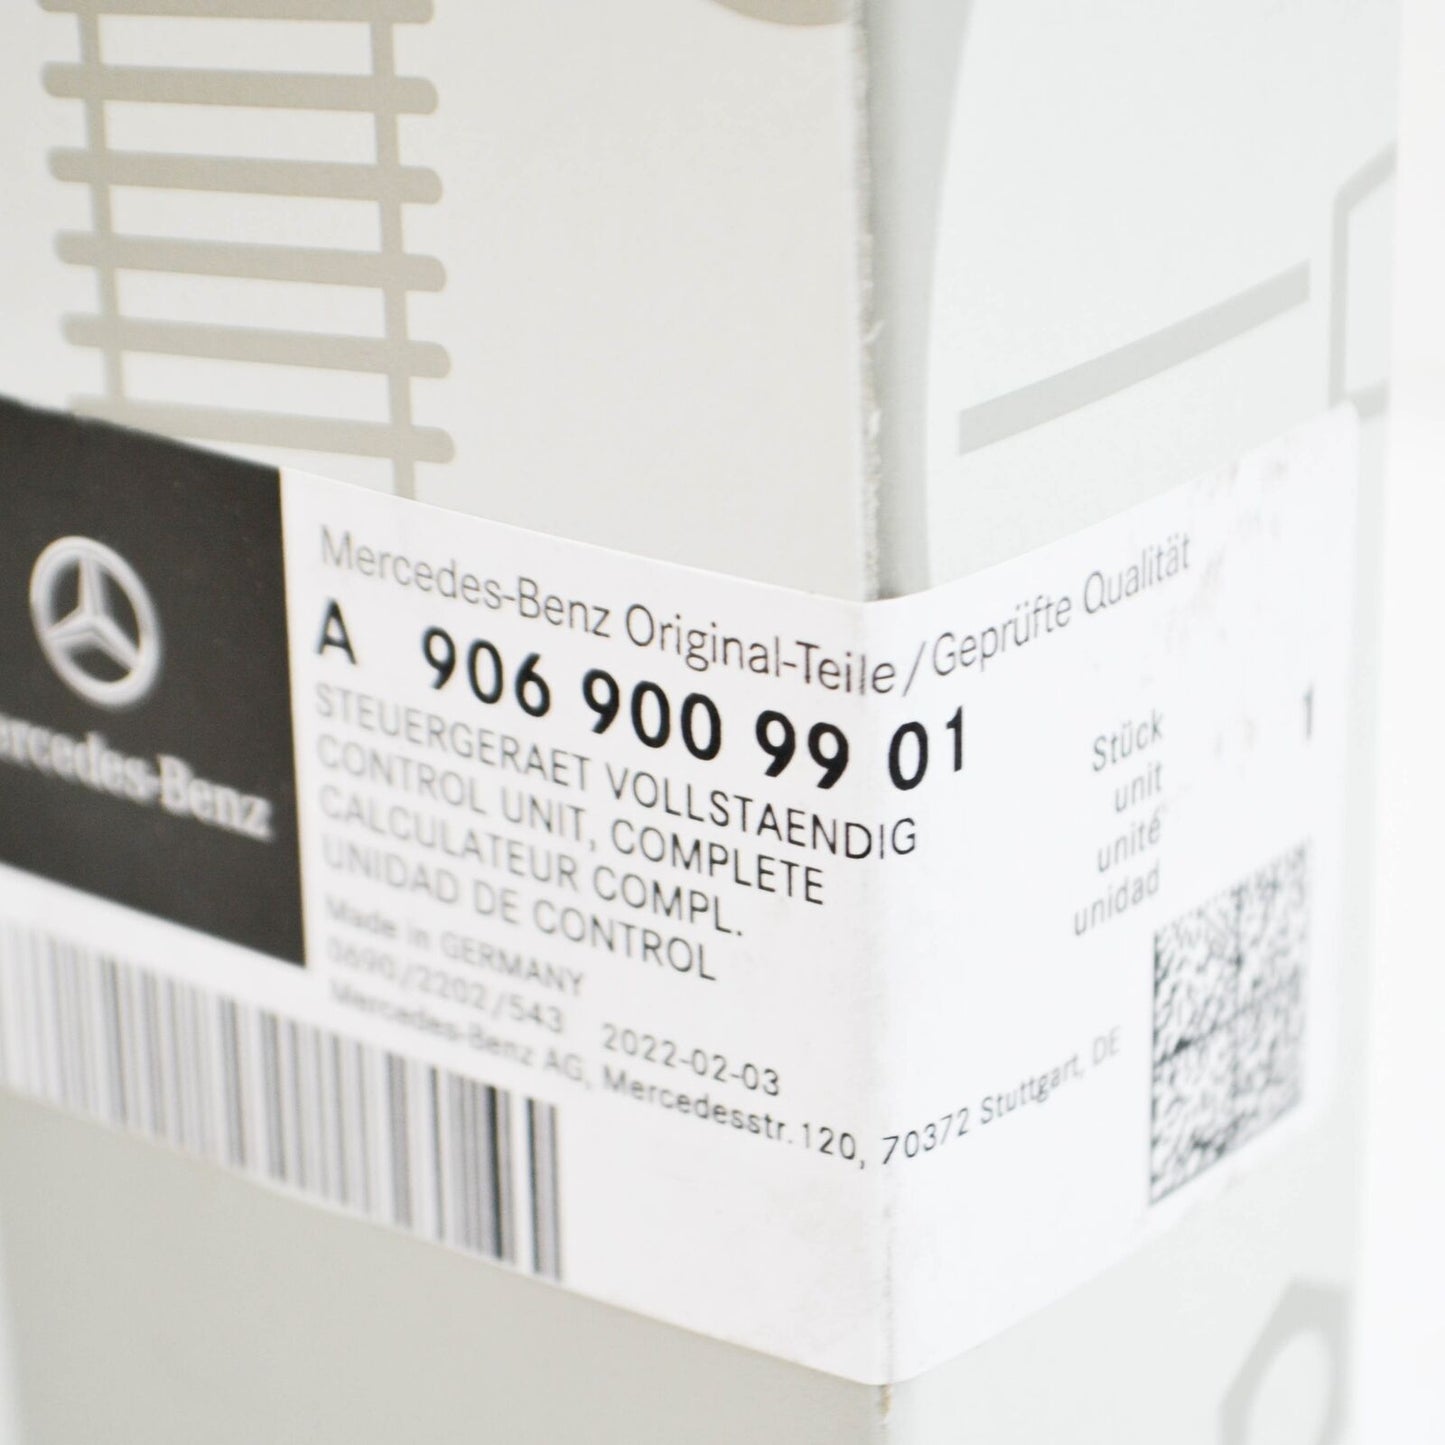 Mercedes-Benz
Mercedes-Benz Original-Teile / Geprüfte Qualität
A 906 900 99 01
STEUERGERAET VOLLSTAENDIG
CONTROL UNIT, COMPLETE
CALCULATEUR COMPL.
UNIDAD DE CONTROL
Stück 1
unit
unité
unidad
Made in GERMANY
0690/2202/543 2022-02-03
Mercedes-Benz AG, Mercedesstr.120, 70372 Stuttgart, DE